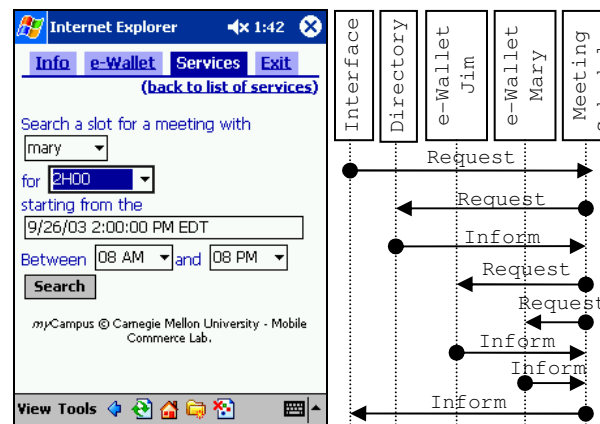 Internet Explorer 1:42
Info e-Wallet Services Exit
(back to list of services)
Search a slot for a meeting with
mary
for 2H00
starting from the
9/26/03 2:00:00 PM EDT
Between 08 AM and 08 PM
Search
myCampus © Carnegie Mellon University - Mobile
Commerce Lab.
View Tools
Interface
Directory
e-Wallet
Jim
e-Wallet
Mary
Meeting
Request
Request
Inform
Request
Request
Inform
Inform
Inform